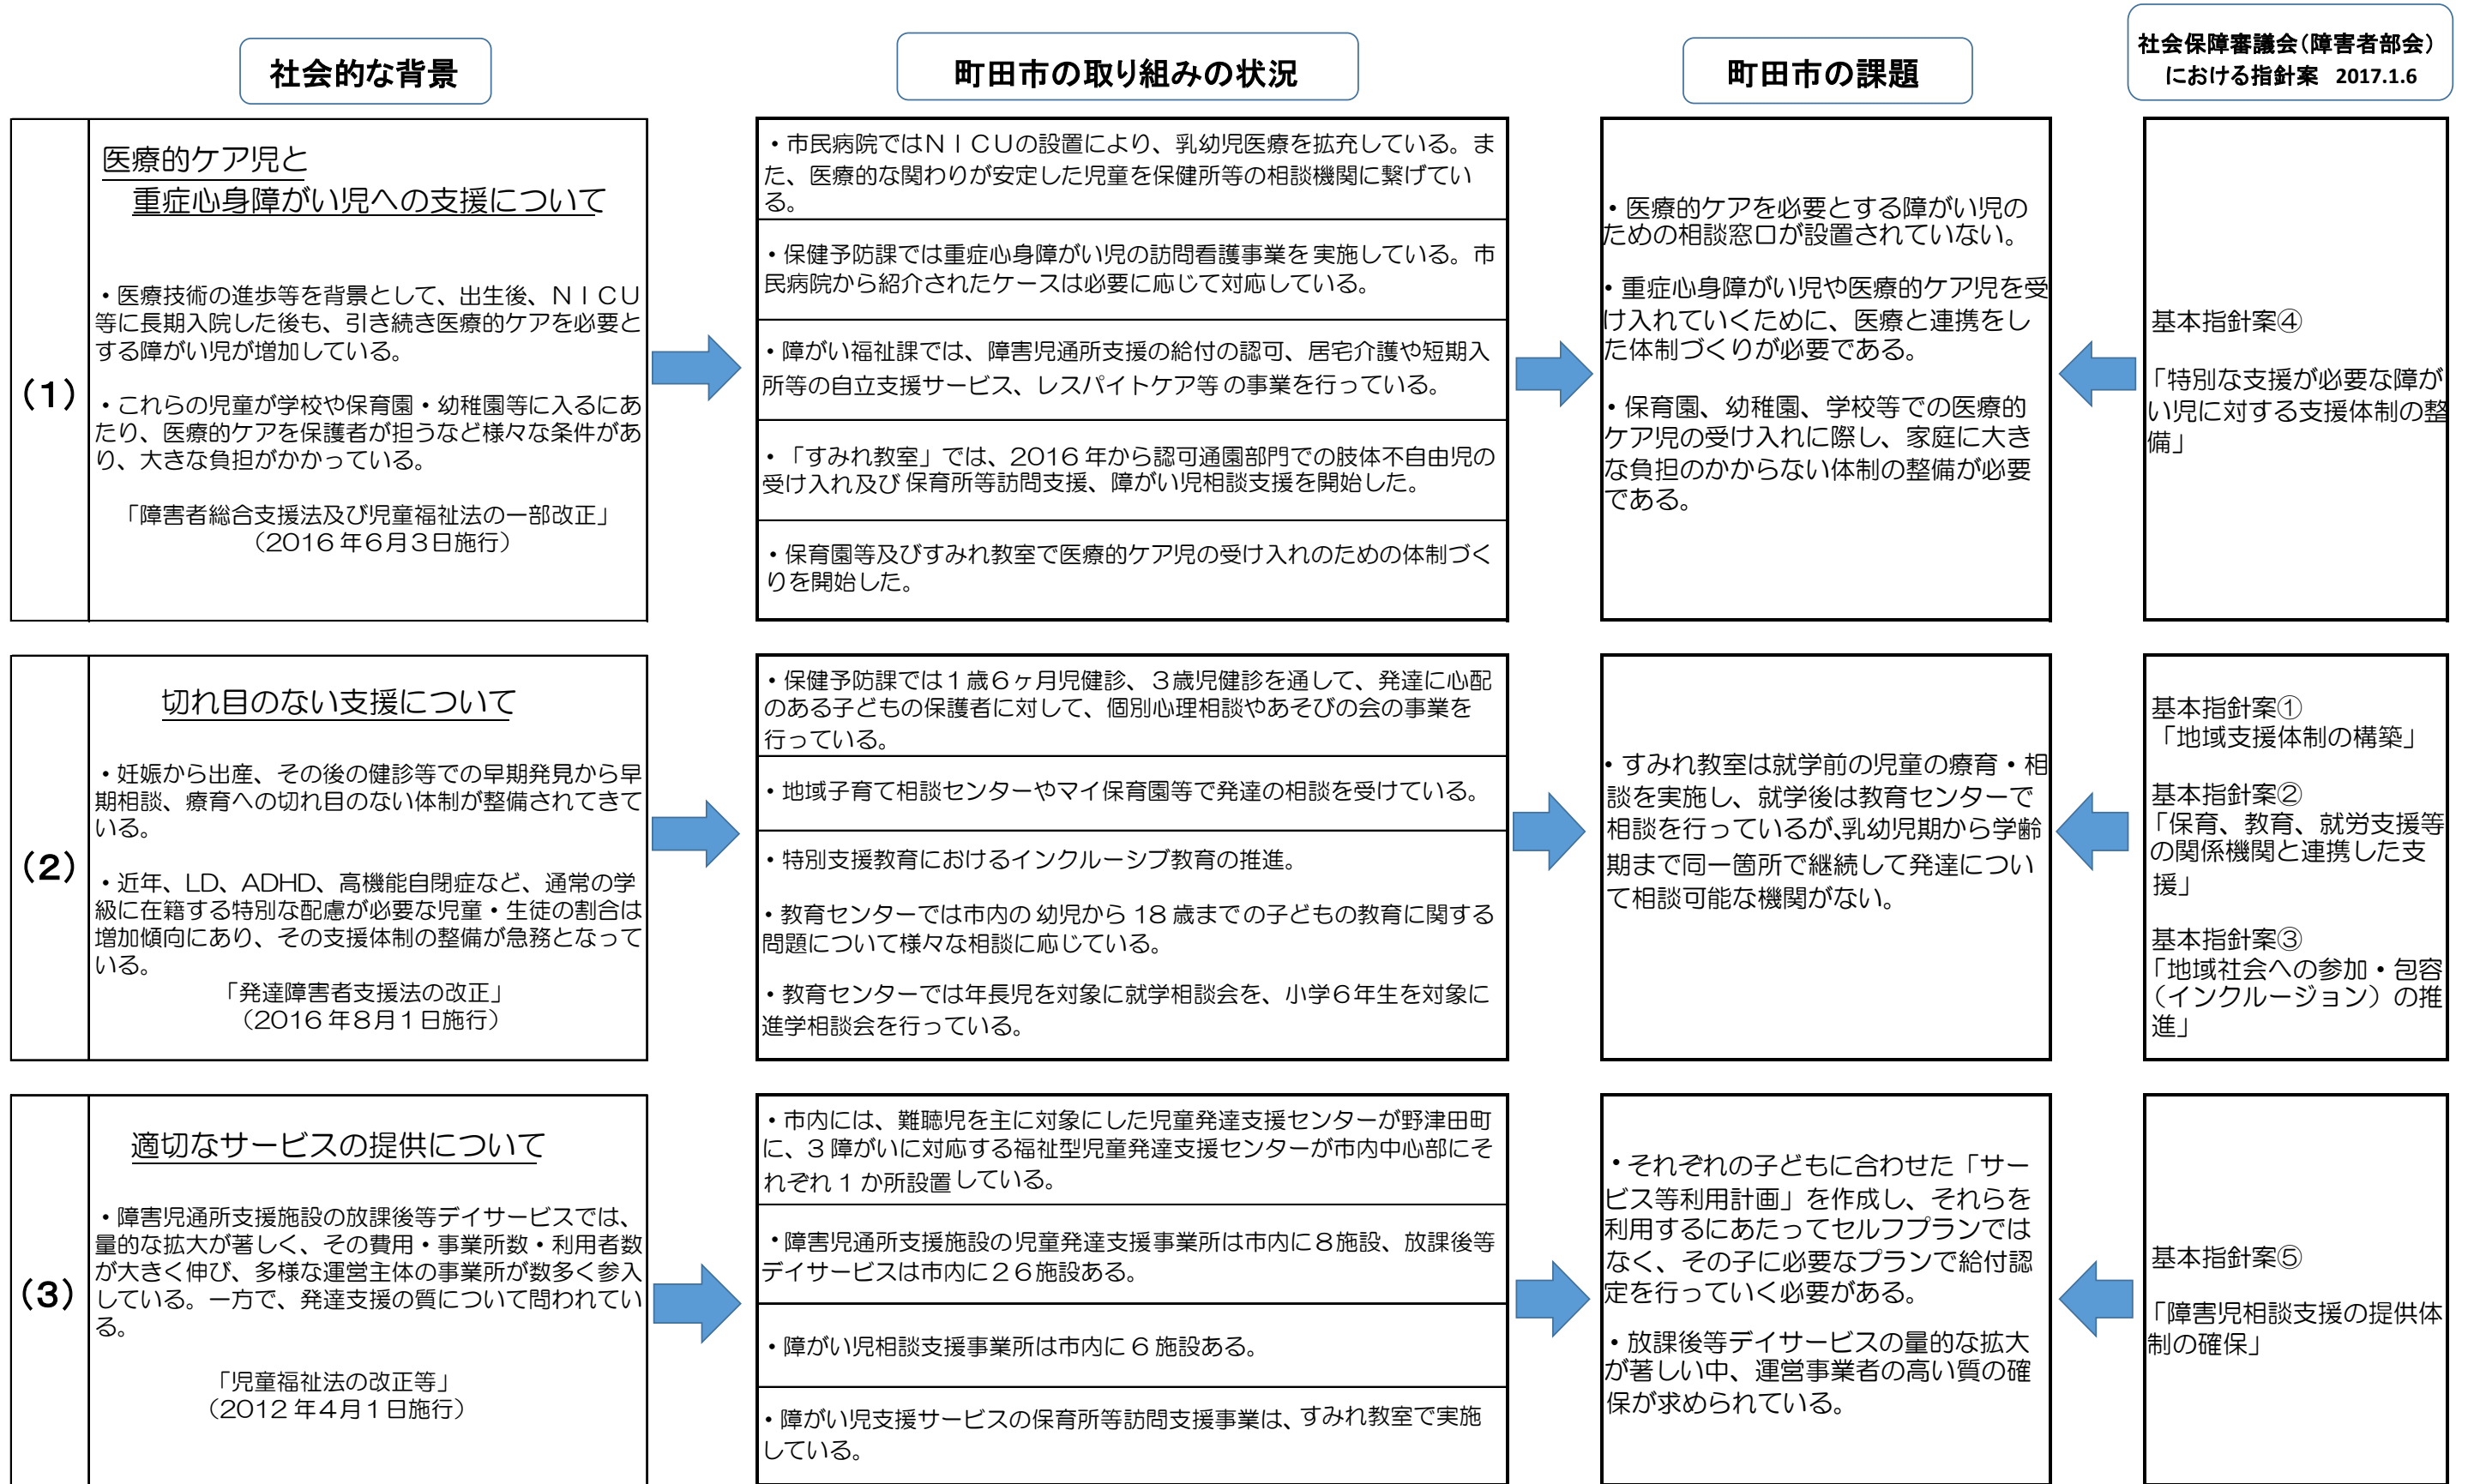 社会的な背景
町田市の取り組みの状況
町田市の課題
社会保障審議会（障害者部会）
における指針案 2017.1.6
（１）
医療的ケア児と
重症心身障がい児への支援について
・医療技術の進歩等を背景として、出生後、ＮＩＣＵ
等に長期入院した後も、引き続き医療的ケアを必要と
する障がい児が増加している。
・これらの児童が学校や保育園・幼稚園等に入るにあ
たり、医療的ケアを保護者が担うなど様々な条件があ
り、大きな負担がかかっている。
「障害者総合支援法及び児童福祉法の一部改正」
（2016 年６月３日施行）
・市民病院ではＮＩＣＵの設置により、乳幼児医療を拡充している。ま
た、医療的な関わりが安定した児童を保健所等の相談機関に繋げてい
る。
・保健予防課では重症心身障がい児の訪問看護事業を実施している。市
民病院から紹介されたケースは必要に応じて対応している。
・障がい福祉課では、障害児通所支援の給付の認可、居宅介護や短期入
所等の自立支援サービス、レスパイトケア等の事業を行っている。
・「すみれ教室」では、2016 年から認可通園部門での肢体不自由児の
受け入れ及び保育所等訪問支援、障がい児相談支援を開始した。
・保育園等及びすみれ教室で医療的ケア児の受け入れのための体制づく
りを開始した。
・医療的ケアを必要とする障がい児の
ための相談窓口が設置されていない。
・重症心身障がい児や医療的ケア児を受
け入れていくために、医療と連携をし
た体制づくりが必要である。
・保育園、幼稚園、学校等での医療的
ケア児の受け入れに際し、家庭に大き
な負担のかからない体制の整備が必要
である。
基本指針案④
「特別な支援が必要な障が
い児に対する支援体制の整
備」
（２）
切れ目のない支援について
・妊娠から出産、その後の健診等での早期発見から早
期相談、療育への切れ目のない体制が整備されてきて
いる。
・近年、LD、ADHD、高機能自閉症など、通常の学
級に在籍する特別な配慮が必要な児童・生徒の割合は
増加傾向にあり、その支援体制の整備が急務となって
いる。
「発達障害者支援法の改正」
（2016 年８月１日施行）
・保健予防課では１歳６ヶ月児健診、３歳児健診を通して、発達に心配
のある子どもの保護者に対して、個別心理相談やあそびの会の事業を
行っている。
・地域子育て相談センターやマイ保育園等で発達の相談を受けている。
・特別支援教育におけるインクルーシブ教育の推進。
・教育センターでは市内の幼児から 18 歳までの子どもの教育に関する
問題について様々な相談に応じている。
・教育センターでは年長児を対象に就学相談会を、小学６年生を対象に
進学相談会を行っている。
・すみれ教室は就学前の児童の療育・相
談を実施し、就学後は教育センターで
相談を行っているが、乳幼児期から学齢
期まで同一箇所で継続して発達につい
て相談可能な機関がない。
基本指針案①
「地域支援体制の構築」
基本指針案②
「保育、教育、就労支援等
の関係機関と連携した支
援」
基本指針案③
「地域社会への参加・包容
（インクルージョン）の推
進」
（３）
適切なサービスの提供について
・障害児通所支援施設の放課後等デイサービスでは、
量的な拡大が著しく、その費用・事業所数・利用者数
が大きく伸び、多様な運営主体の事業所が数多く参入
している。一方で、発達支援の質について問われてい
る。
「児童福祉法の改正等」
（2012 年４月１日施行）
・市内には、難聴児を主に対象にした児童発達支援センターが野津田町
に、３障がいに対応する福祉型児童発達支援センターが市内中心部にそ
れぞれ 1 か所設置している。
・障害児通所支援施設の児童発達支援事業所は市内に８施設、放課後等
デイサービスは市内に２６施設ある。
・障がい児相談支援事業所は市内に 6 施設ある。
・障がい児支援サービスの保育所等訪問支援事業は、すみれ教室で実施
している。
・それぞれの子どもに合わせた「サー
ビス等利用計画」を作成し、それらを
利用するにあたってセルフプランでは
なく、その子に必要なプランで給付認
定を行っていく必要がある。
・放課後等デイサービスの量的な拡大
が著しい中、運営事業者の高い質の確
保が求められている。
基本指針案⑤
「障害児相談支援の提供体
制の確保」